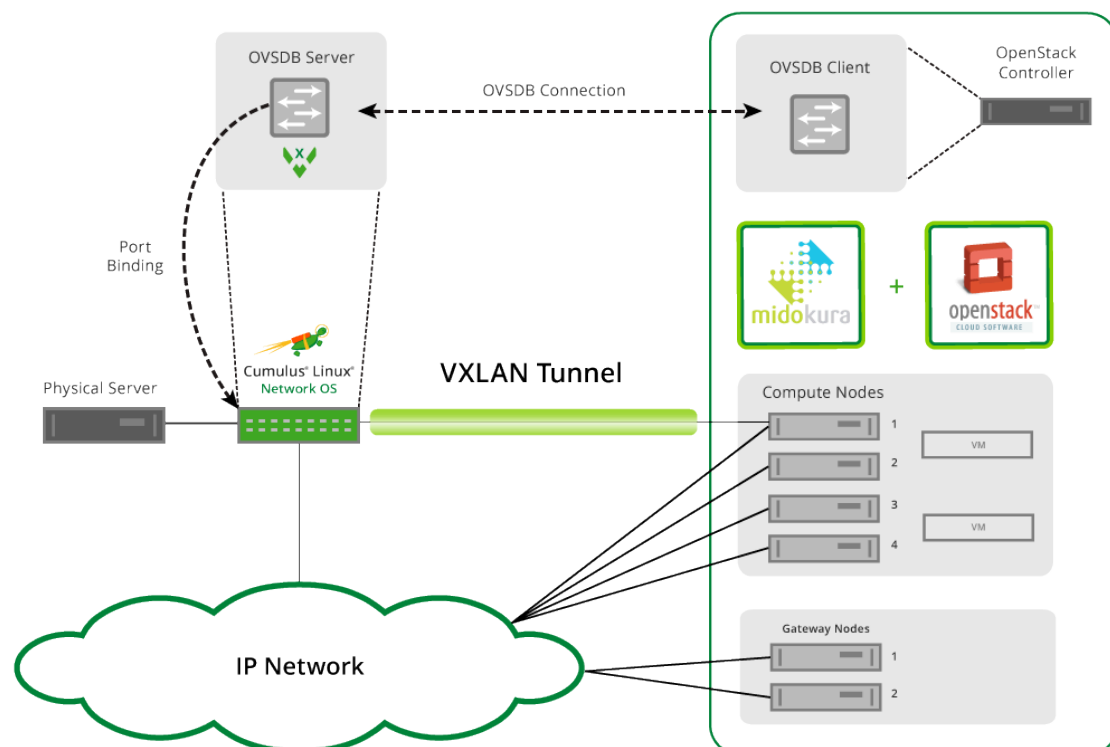 OVSDB Server
OVSDB Connection
OVSDB Client
OpenStack
Controller
X
Port
Binding
midokura
+
openstack™
CLOUD SOFTWARE
Cumulus® Linux®
Network OS
Physical Server
VXLAN Tunnel
Compute Nodes
1
VM
2
3
VM
4
IP Network
Gateway Nodes
1
2